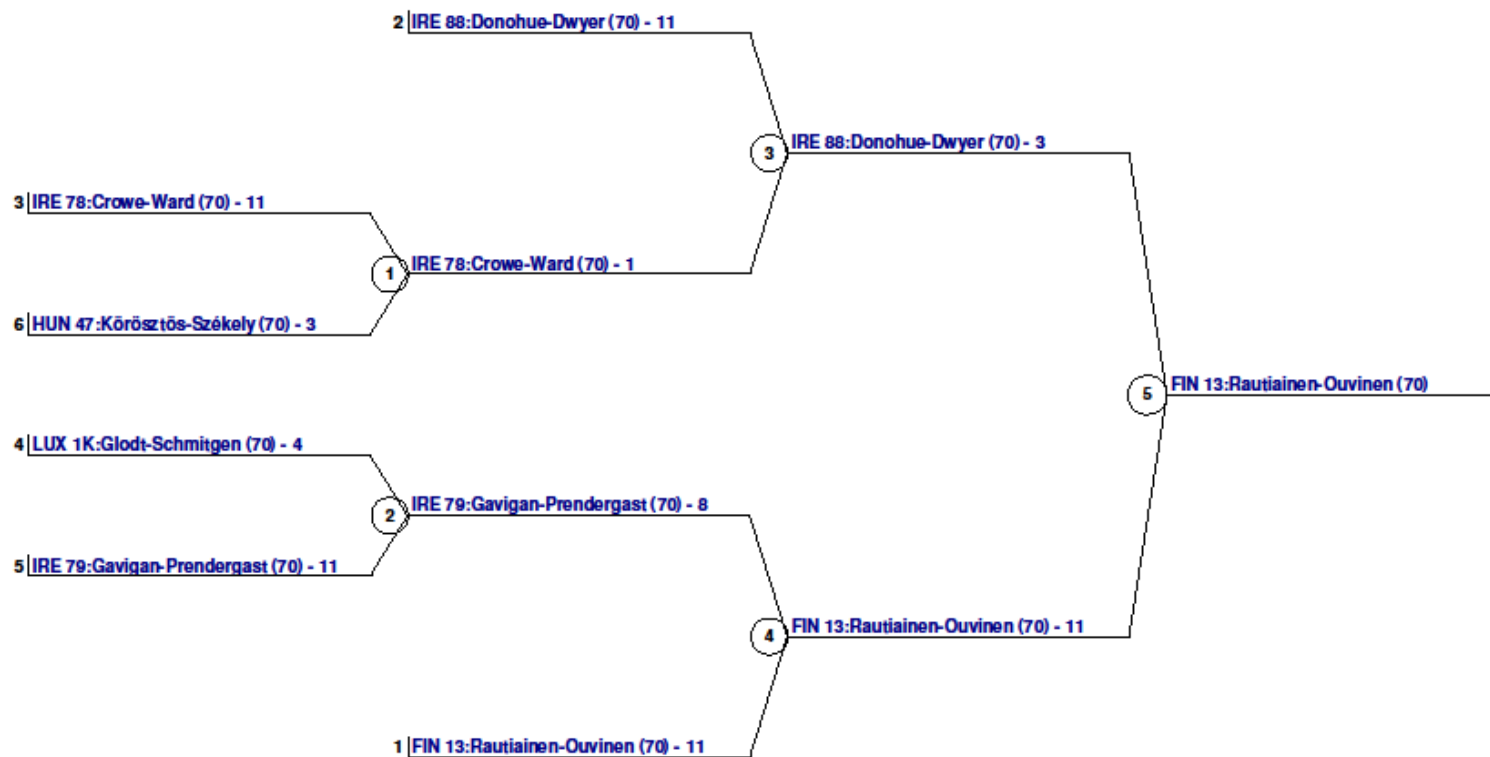 2 IRE 88:Donohue-Dwyer (70) - 11
3 IRE 88:Donohue-Dwyer (70) - 3
3 IRE 78:Crowe-Ward (70) - 11
1 IRE 78:Crowe-Ward (70) - 1
6 HUN 47:Körösztös-Székely (70) - 3
5 FIN 13:Rautiainen-Ouvinen (70)
4 LUX 1K:Glodt-Schmitgen (70) - 4
2 IRE 79:Gavigan-Prendergast (70) - 8
5 IRE 79:Gavigan-Prendergast (70) - 11
4 FIN 13:Rautiainen-Ouvinen (70) - 11
1 FIN 13:Rautiainen-Ouvinen (70) - 11